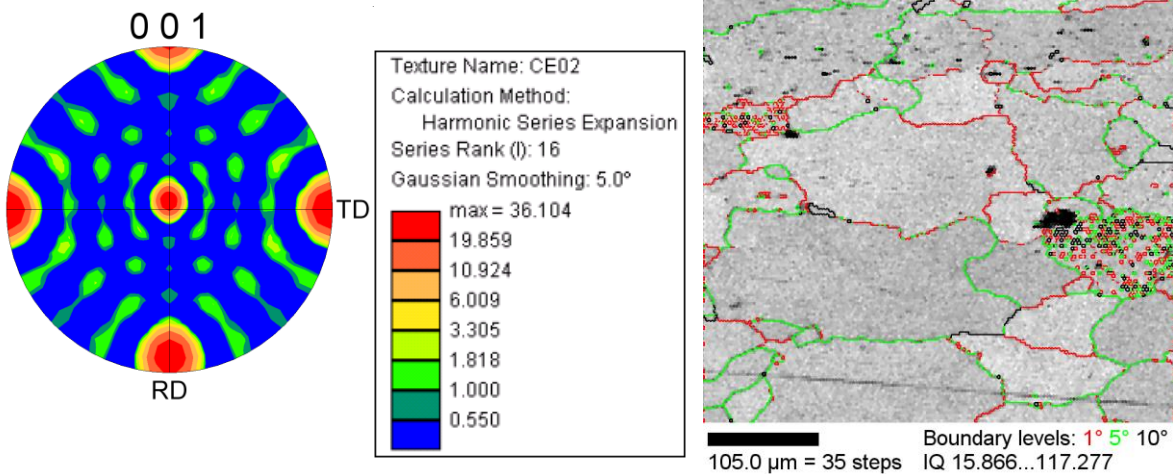 0 0 1
TD
RD
Texture Name: CE02
Calculation Method:
Harmonic Series Expansion
Series Rank (l): 16
Gaussian Smoothing: 5.0°
max = 36.104
19.859
10.924
6.009
3.305
1.818
1.000
0.550
Boundary levels: 1° 5° 10°
105.0 µm = 35 steps IQ 15.866...117.277